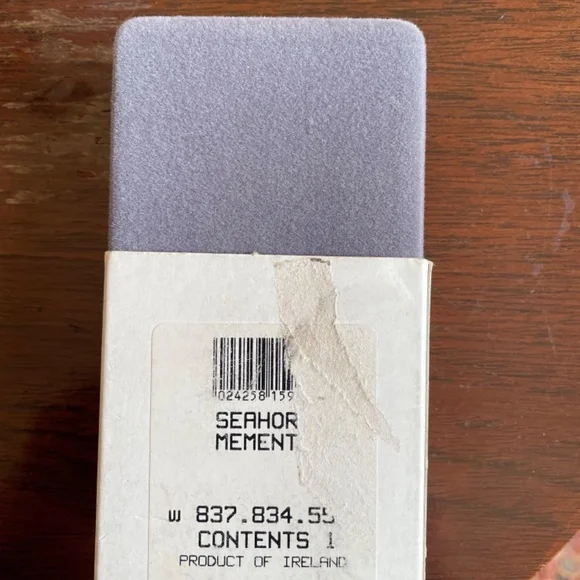 024258 159
SEAHOR
MEMENT
w 837.834.55
CONTENTS 1
PRODUCT OF IRELAND